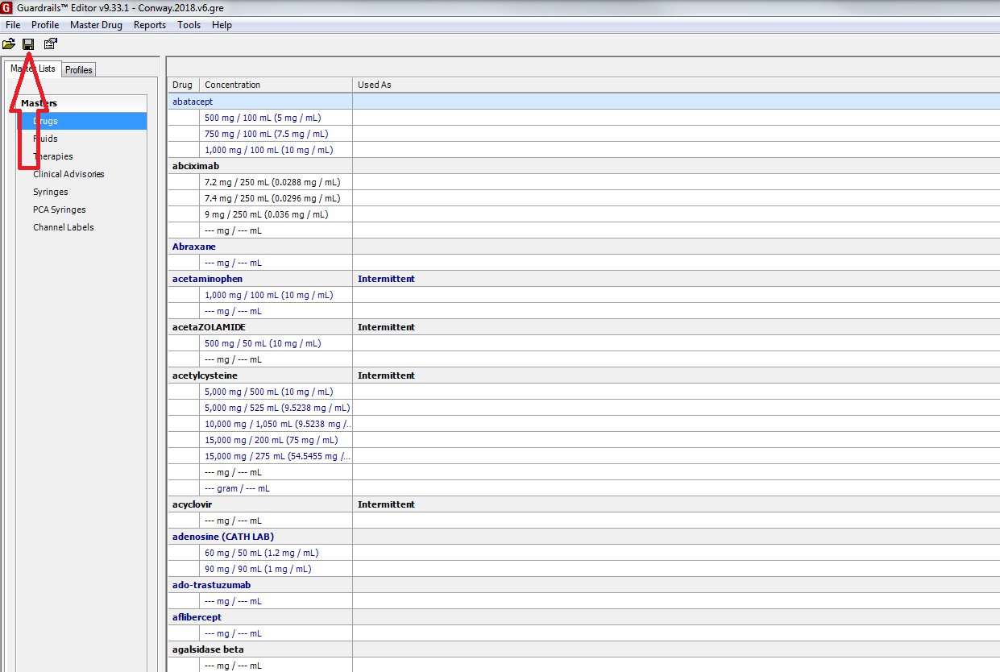 G Guardrails™ Editor v9.33.1 - Conway.2018.v6.gre
File Profile Master Drug Reports Tools Help
Master Lists Profiles
Masters
Drugs
Fluids
Therapies
Clinical Advisories
Syringes
PCA Syringes
Channel Labels
Drug Concentration Used As
abatacept
500 mg / 100 mL (5 mg / mL)
750 mg / 100 mL (7.5 mg / mL)
1,000 mg / 100 mL (10 mg / mL)
abciximab
7.2 mg / 250 mL (0.0288 mg / mL)
7.4 mg / 250 mL (0.0296 mg / mL)
9 mg / 250 mL (0.036 mg / mL)
--- mg / --- mL
Abraxane
--- mg / --- mL
acetaminophen Intermittent
1,000 mg / 100 mL (10 mg / mL)
--- mg / --- mL
acetaZOLAMIDE Intermittent
500 mg / 50 mL (10 mg / mL)
--- mg / --- mL
acetylcysteine Intermittent
5,000 mg / 500 mL (10 mg / mL)
5,000 mg / 525 mL (9.5238 mg / mL)
10,000 mg / 1,050 mL (9.5238 mg /...
15,000 mg / 200 mL (75 mg / mL)
15,000 mg / 275 mL (54.5455 mg /...
--- mg / --- mL
--- gram / --- mL
acyclovir Intermittent
--- mg / --- mL
adenosine (CATH LAB)
60 mg / 50 mL (1.2 mg / mL)
90 mg / 90 mL (1 mg / mL)
ado-trastuzumab
--- mg / --- mL
aflibercept
--- mg / --- mL
agalsidase beta
--- mg / --- mL